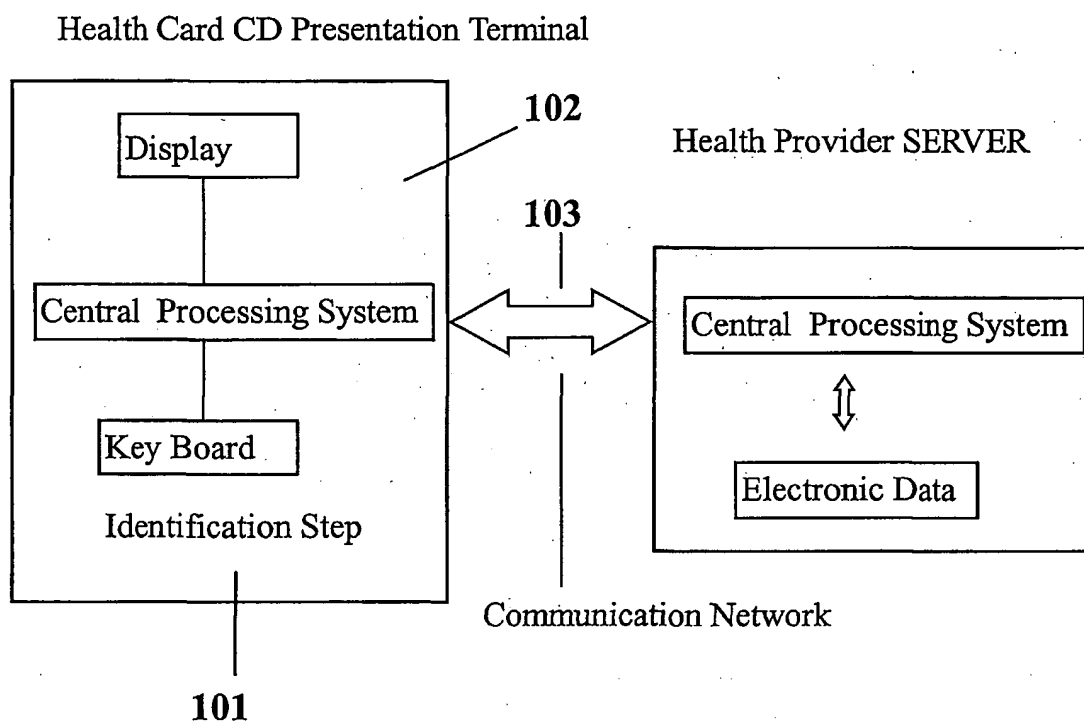 Health Card CD Presentation Terminal
Display
102
Health Provider SERVER
103
Central Processing System
Central Processing System
Key Board
Electronic Data
Identification Step
Communication Network
101